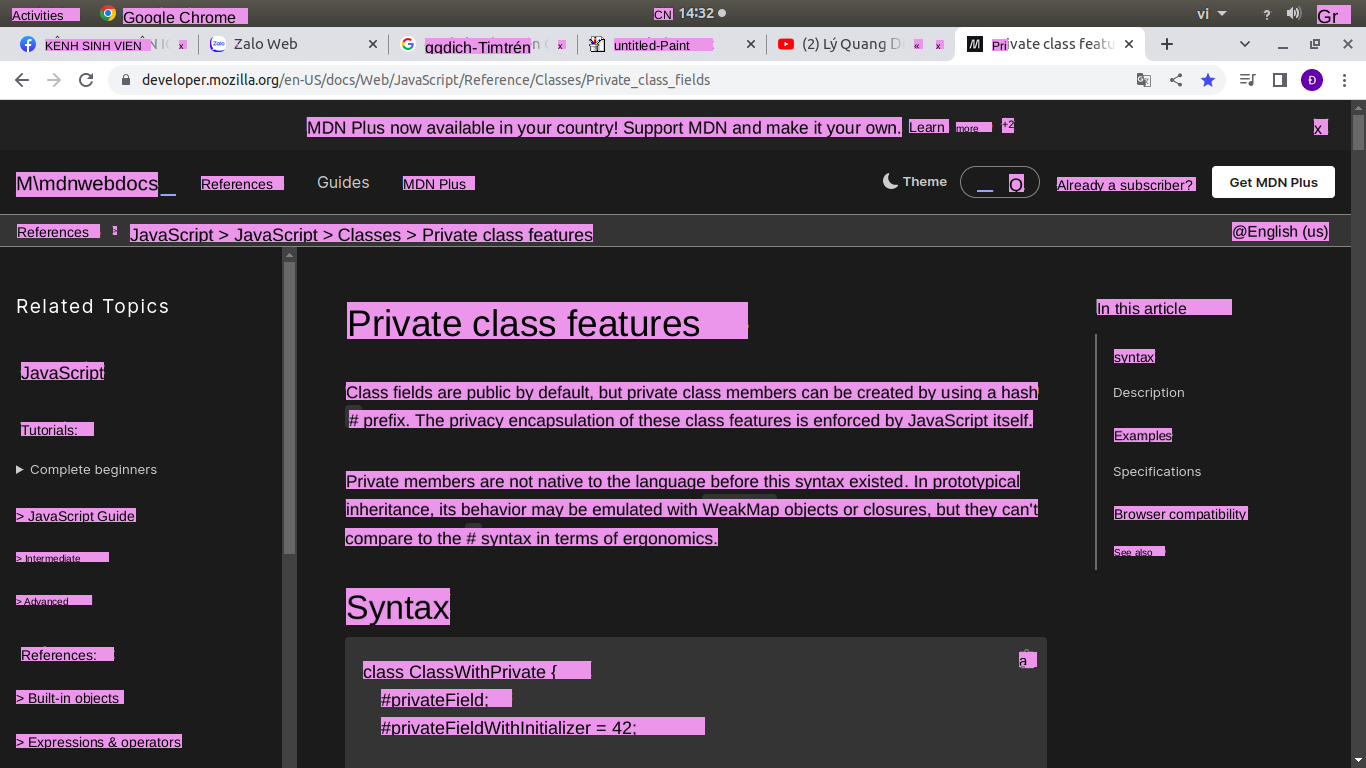 Activities Google Chrome CN 14:32 vi ? Gr
KÊNH SINH VIEN x Zalo Web qgdich-Timtrén x untitled-Paint (2) Lý Quang D « x Private class featu
developer.mozilla.org/en-US/docs/Web/JavaScript/Reference/Classes/Private_class_fields Đ
MDN Plus now available in your country! Support MDN and make it your own. Learn more +2 x
M\mdnwebdocs_ References Guides MDN Plus Theme _ Q Already a subscriber? Get MDN Plus
References > JavaScript > JavaScript > Classes > Private class features @English (us)
Related Topics
JavaScript
Tutorials:
Complete beginners
> JavaScript Guide
> Intermediate
> Advanced
References:
> Built-in objects
> Expressions & operators
Private class features
Class fields are public by default, but private class members can be created by using a hash
# prefix. The privacy encapsulation of these class features is enforced by JavaScript itself.
Private members are not native to the language before this syntax existed. In prototypical
inheritance, its behavior may be emulated with WeakMap objects or closures, but they can't
compare to the # syntax in terms of ergonomics.
Syntax
a
class ClassWithPrivate {
#privateField;
#privateFieldWithInitializer = 42;
In this article
syntax
Description
Examples
Specifications
Browser compatibility
See also